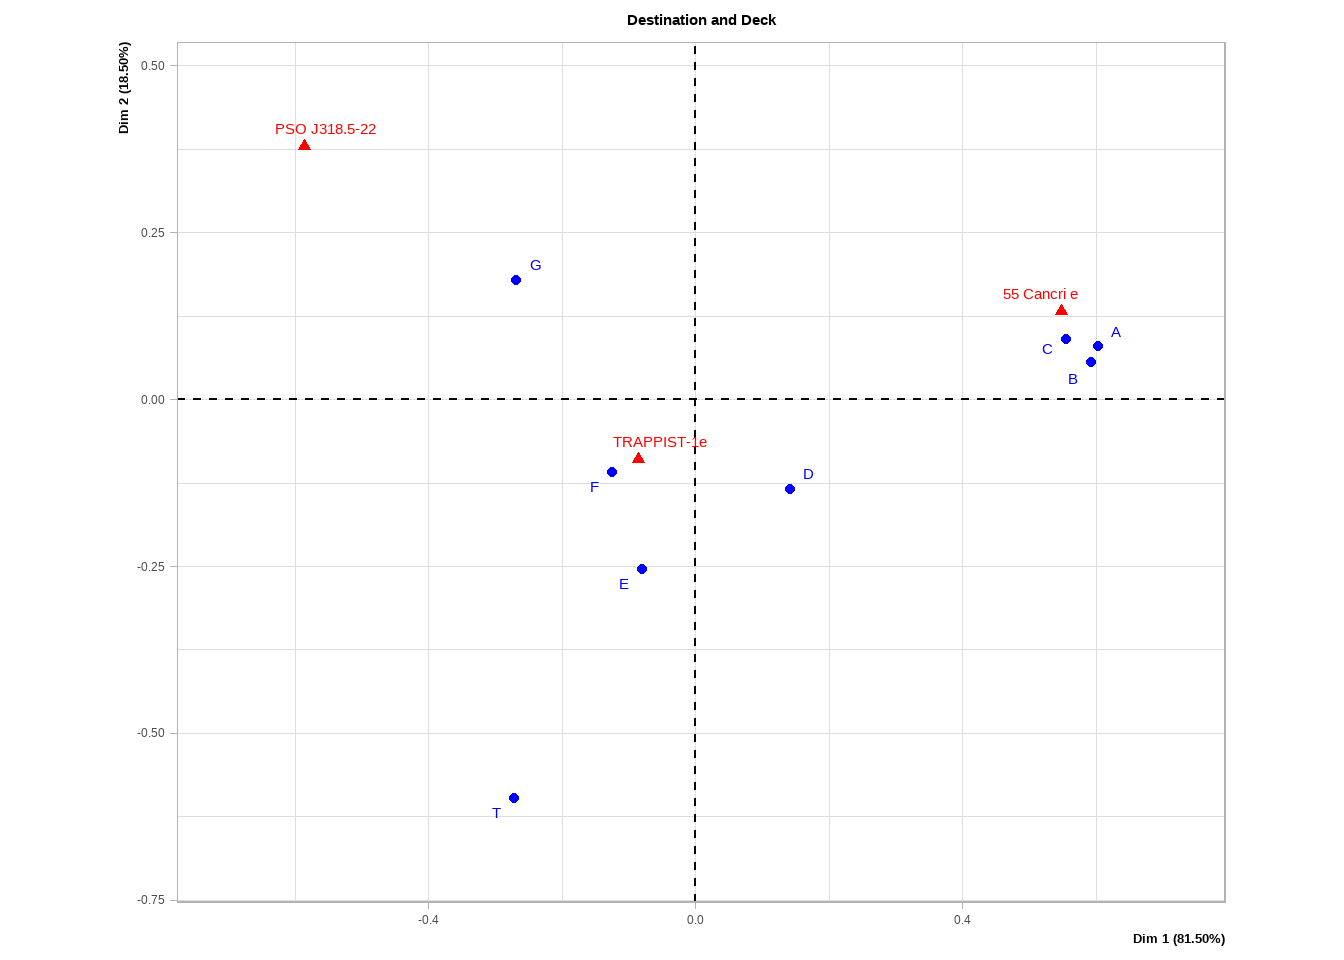 Destination and Deck
Dim 2 (18.50%)
0.50
PSO J318.5-22
0.25
G
55 Cancri e
A
C
B
0.00
TRAPPIST-1e
D
F
-0.25
E
-0.50
T
-0.75
-0.4
0.0
0.4
Dim 1 (81.50%)